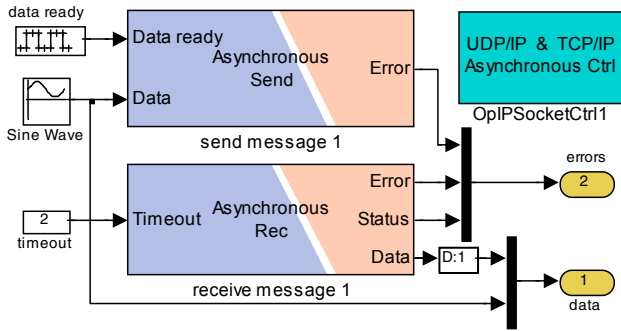 data ready
Data ready
Asynchronous
Send
Error
Data
Sine Wave
send message 1
UDP/IP & TCP/IP
Asynchronous Ctrl
OpIPSocketCtrl1
errors
2
2
timeout
Timeout
Asynchronous
Rec
Error
Status
Data
D:1
receive message 1
1
data